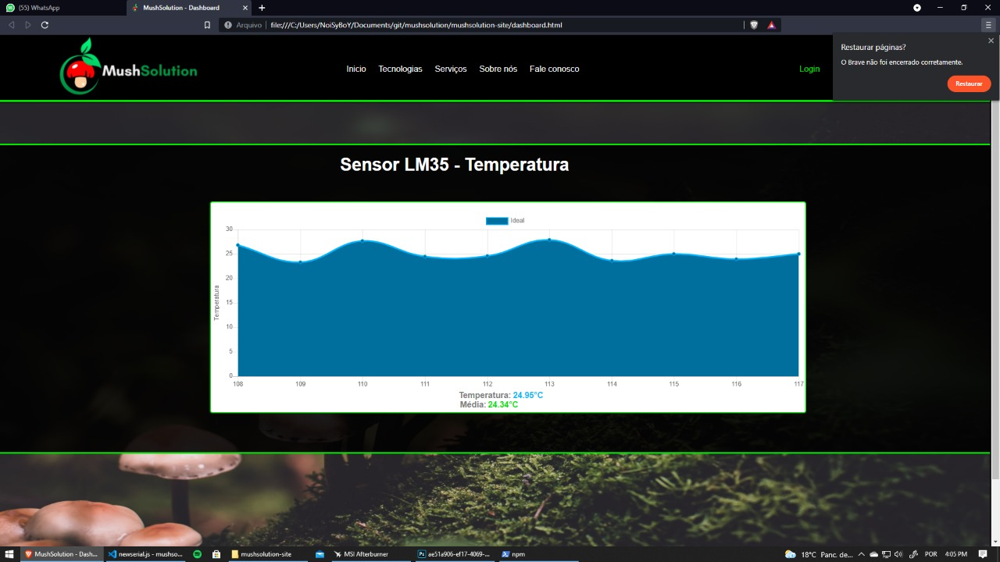 (55) WhatsApp
MushSolution - Dashboard
Arquivo file:///C:/Users/NoiSyBoY/Documents/git/mushsolution/mushsolution-site/dashboard.html
Restaurar páginas?
O Brave não foi encerrado corretamente.
Restaurar
MushSolution
Início Tecnologias Serviços Sobre nós Fale conosco
Login
Sensor LM35 - Temperatura
Ideal
Temperatura
30
25
20
15
10
5
0
108 109 110 111 112 113 114 115 116 117
Temperatura: 24.95°C
Média: 24.34°C
MushSolution - Dash...
newserial.js - mushso...
mushsolution-site
MSI Afterburner
ae51a906-ef17-4069-...
npm
18°C Panc. de...
POR
4:05 PM